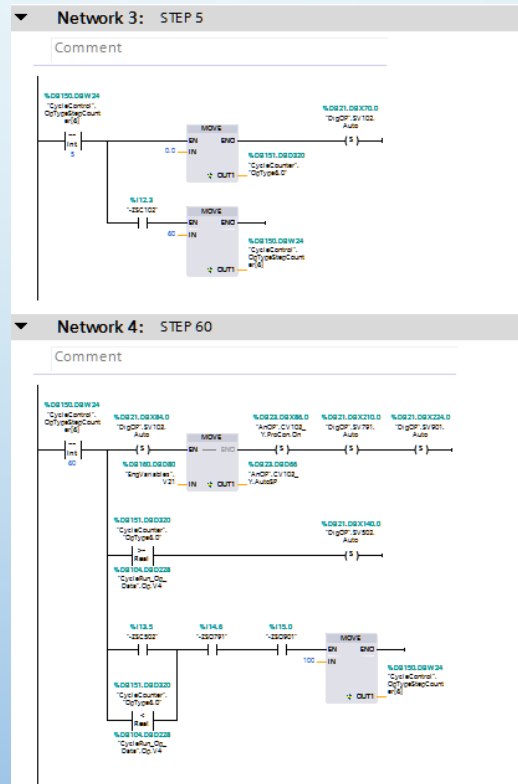 Network 3: STEP 5
Comment
%DB150.DBW24
"CycleControl".
OpTypeStepCount
er[6]
==
Int
5
MOVE
EN ENO
0.0 IN
OUT1
%DB151.DBD320
"CycleCounter".
"OpType6.0"
%DB21.DBX70.0
"DigOP".SV102.
Auto
S
%I12.3
"-ZSC102"
MOVE
EN ENO
60 IN
OUT1
%DB150.DBW24
"CycleControl".
OpTypeStepCount
er[6]
Network 4: STEP 60
Comment
%DB150.DBW24
"CycleControl".
OpTypeStepCount
er[6]
==
Int
60
%DB21.DBX84.0
"DigOP".SV103.
Auto
S
%DB160.DBD80
"EngVariables".
V21
MOVE
EN ENO
IN OUT1
%DB23.DBX86.0
"AnOP".CV103_
Y.ProCon.On
S
%DB23.DBD66
"AnOP".CV103_
Y.AutoSP
%DB21.DBX210.0
"DigOP".SV791.
Auto
S
%DB21.DBX224.0
"DigOP".SV901.
Auto
S
%DB151.DBD320
"CycleCounter".
"OpType6.0"
>=
Real
%DB104.DBD228
"CycleRun_Op_
Data".Op.V4
%DB21.DBX140.0
"DigOP".SV502.
Auto
S
%I13.5
"-ZSC502"
%I14.6
"-ZSO791"
%I15.0
"-ZSO901"
MOVE
EN ENO
100 IN
OUT1
%DB150.DBW24
"CycleControl".
OpTypeStepCount
er[6]
%DB151.DBD320
"CycleCounter".
"OpType6.0"
<
Real
%DB104.DBD228
"CycleRun_Op_
Data".Op.V4